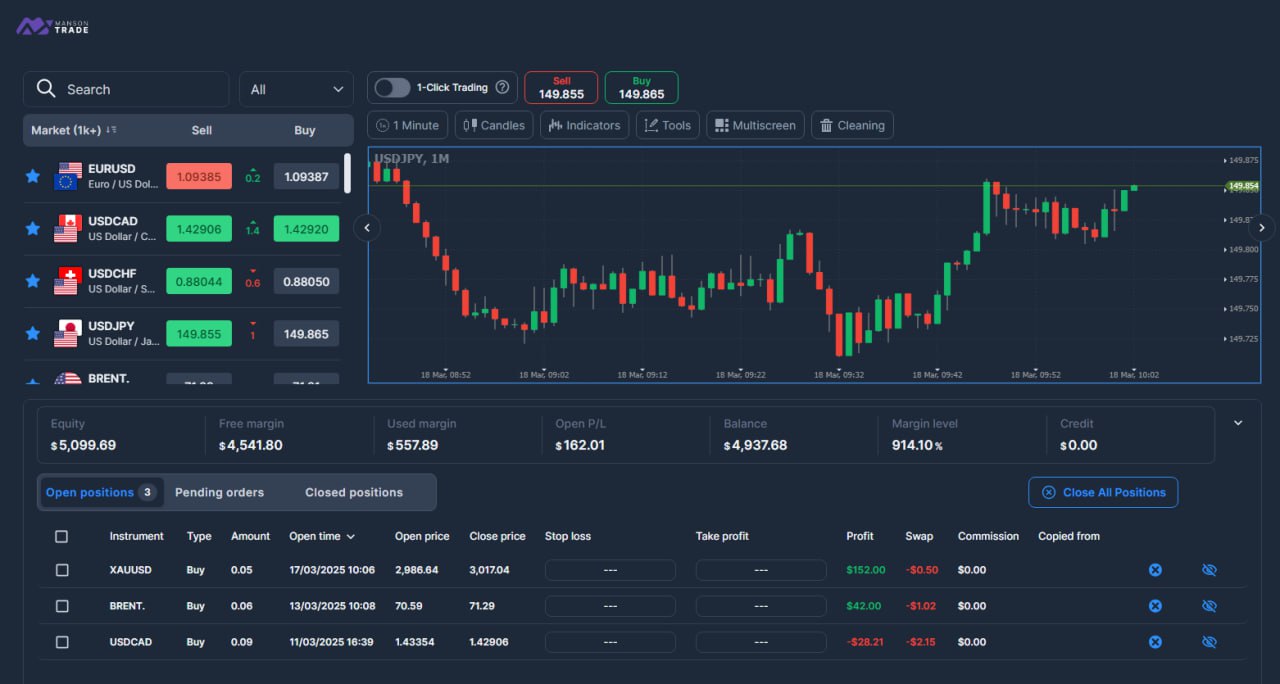 MANSON
TRADE
Search
All
1-Click Trading
Sell
149.855
Buy
149.865
1 Minute
Candles
Indicators
Tools
Multiscreen
Cleaning
Market (1k+)
Sell
Buy
EURUSD
Euro / US Dol...
1.09385
0.2
1.09387
USDCAD
US Dollar / C...
1.42906
1.4
1.42920
USDCHF
US Dollar / S...
0.88044
0.6
0.88050
USDJPY
US Dollar / Ja...
149.855
1
149.865
BRENT.
USDJPY, 1M
149.875
149.854
149.800
149.775
149.750
149.725
18 Mar, 08:52
18 Mar, 09:02
18 Mar, 09:12
18 Mar, 09:22
18 Mar, 09:32
18 Mar, 09:42
18 Mar, 09:52
18 Mar, 10:02
Equity
$5,099.69
Free margin
$4,541.80
Used margin
$557.89
Open P/L
$162.01
Balance
$4,937.68
Margin level
914.10%
Credit
$0.00
Open positions 3
Pending orders
Closed positions
Close All Positions
Instrument Type Amount Open time Open price Close price Stop loss Take profit Profit Swap Commission Copied from
XAUUSD Buy 0.05 17/03/2025 10:06 2,986.64 3,017.04 --- --- $152.00 -$0.50 $0.00
BRENT. Buy 0.06 13/03/2025 10:08 70.59 71.29 --- --- $42.00 -$1.02 $0.00
USDCAD Buy 0.09 11/03/2025 16:39 1.43354 1.42906 --- --- -$28.21 -$2.15 $0.00